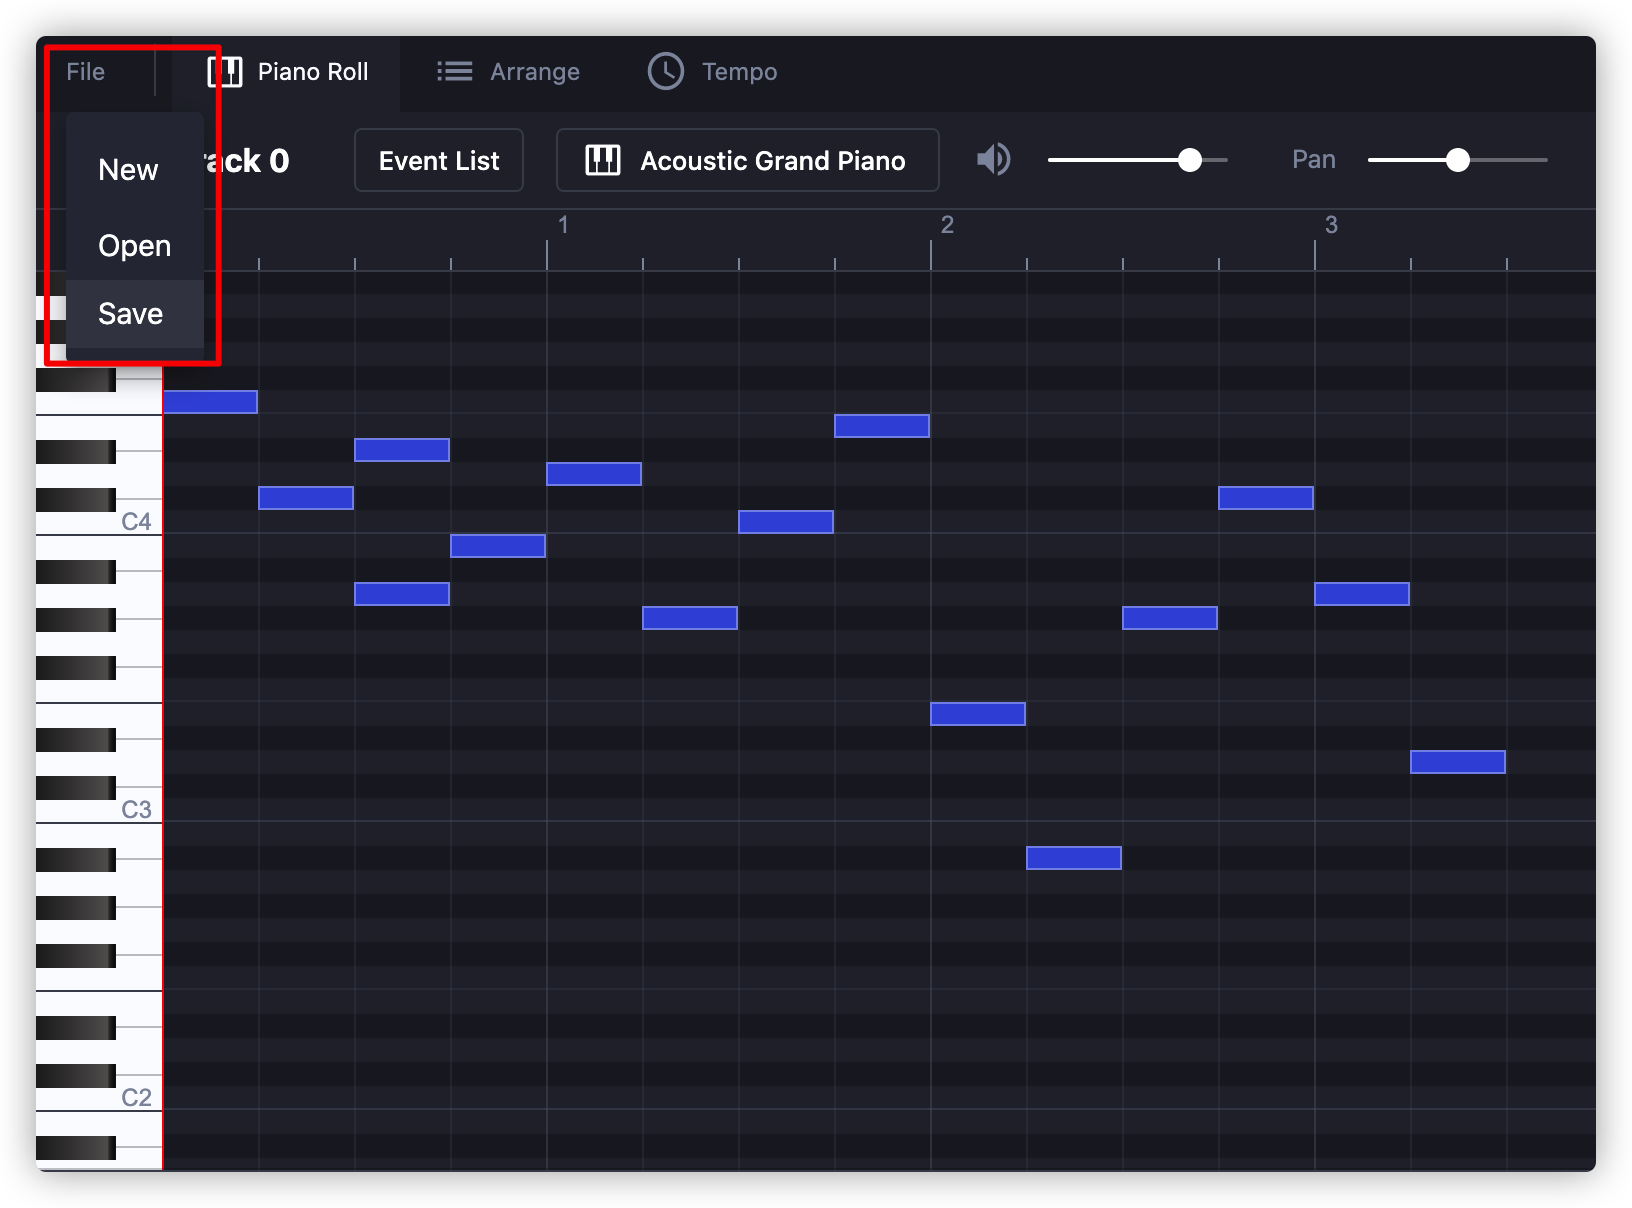 File Piano Roll Arrange Tempo
New
rack 0 Event List Acoustic Grand Piano Pan
Open
Save
1 2 3
C4
C3
C2